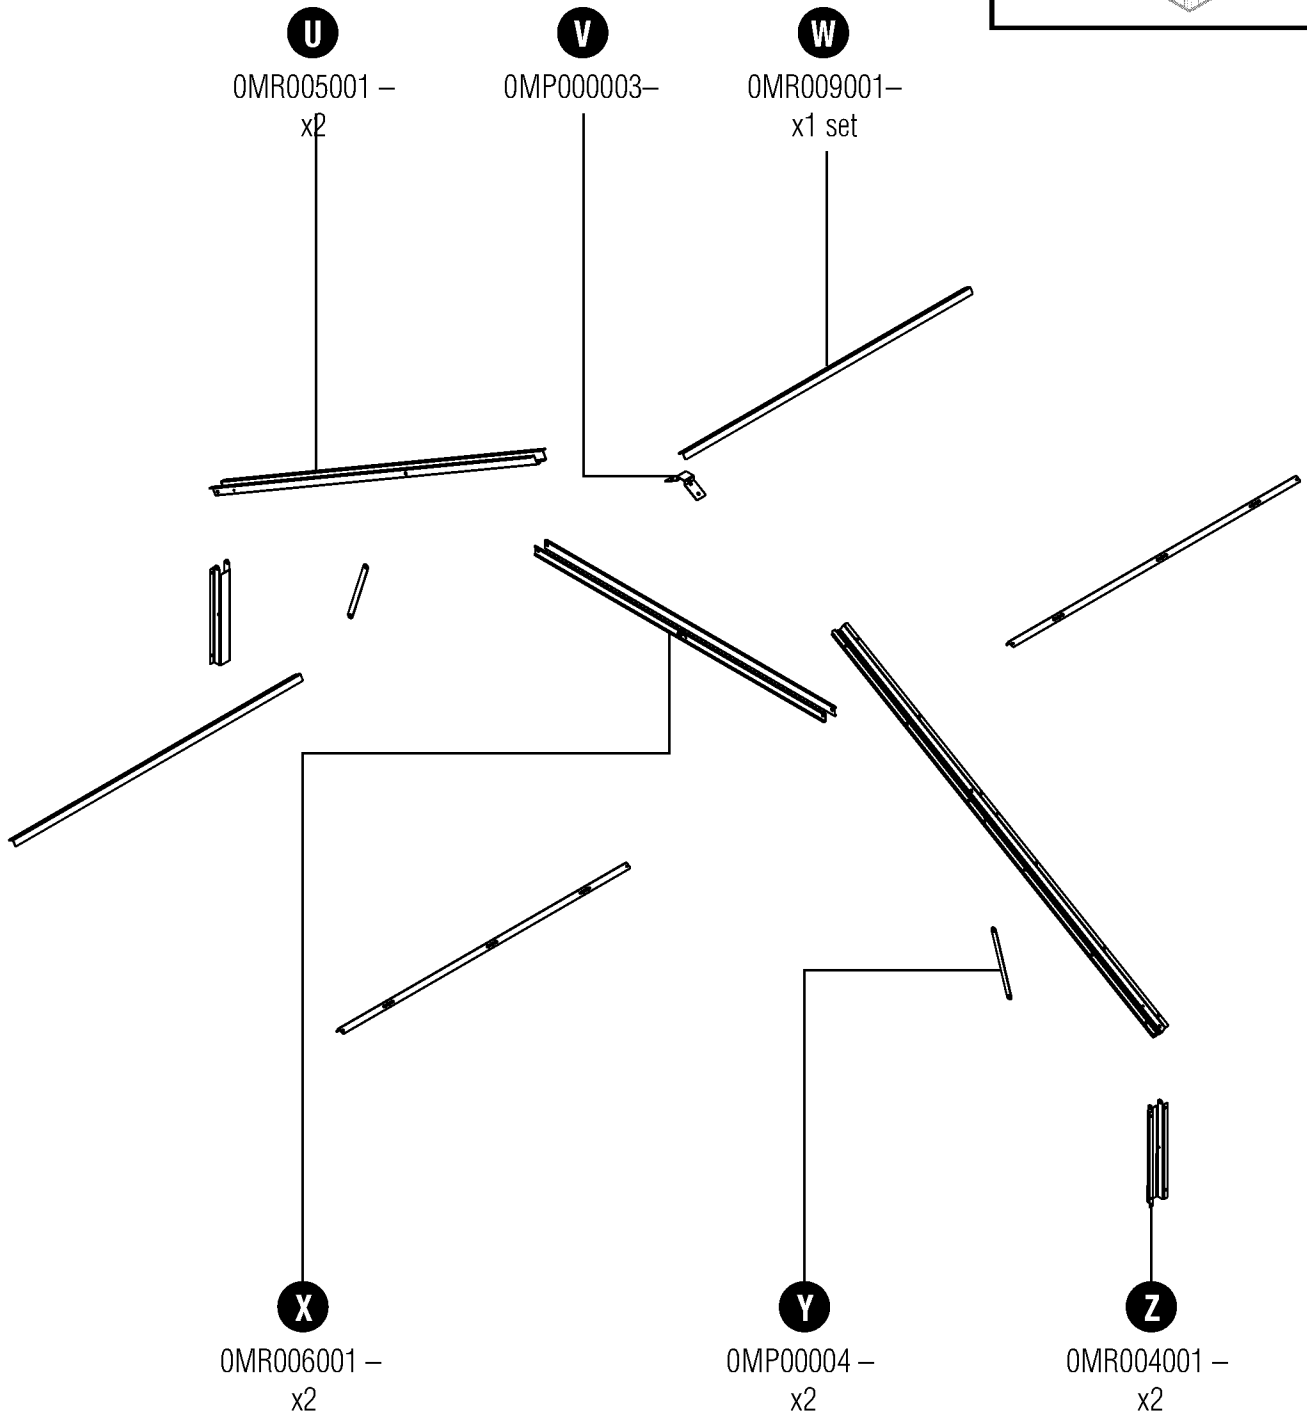 U
0MR005001 –
x2
V
0MP000003–
W
0MR009001–
x1 set
X
0MR006001 –
x2
Y
0MP00004 –
x2
Z
0MR004001 –
x2